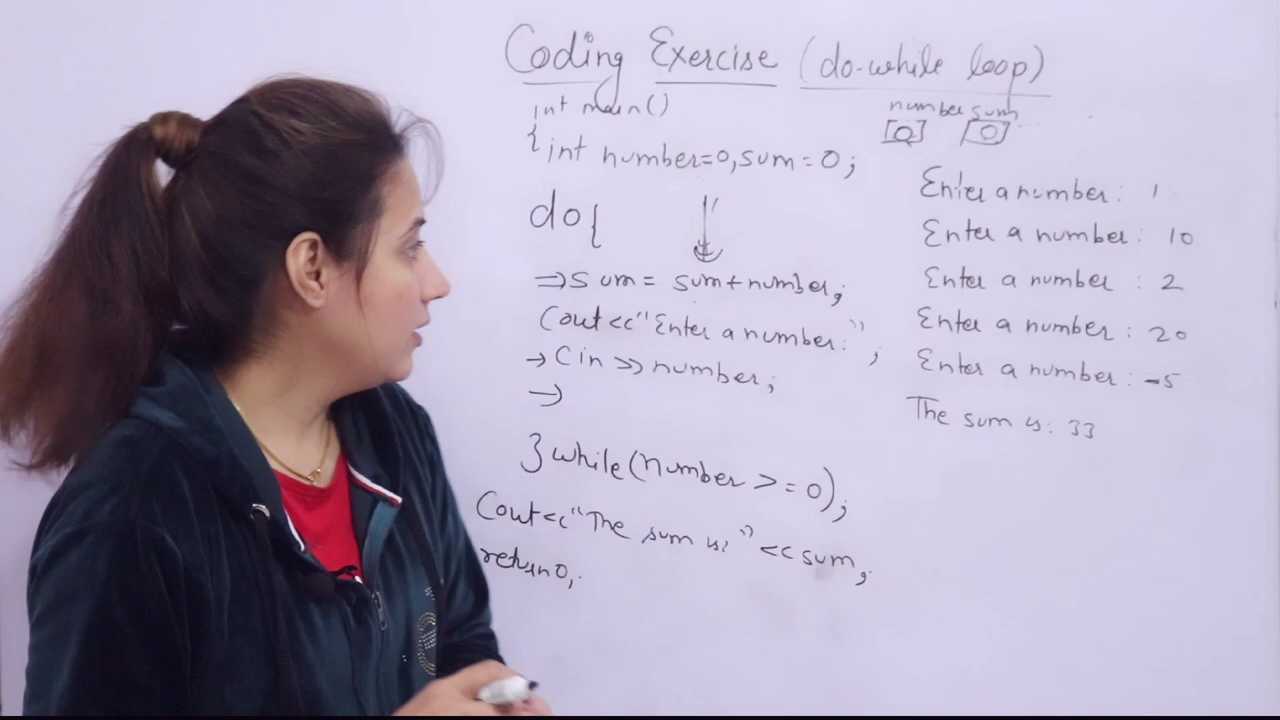 Coding Exercise (do-while loop)
int main()
{int number=0,sum=0;
do{
⇒sum= sum+number;
Cout<<"Enter a number:";
→Cin>>number;
→
}while(number>=0);
Cout<<"The sum is:"<<sum;
return0;
number sum
0 0
Enter a number: 1
Enter a number: 10
Enter a number : 2
Enter a number: 20
Enter a number: -5
The sum is: 33